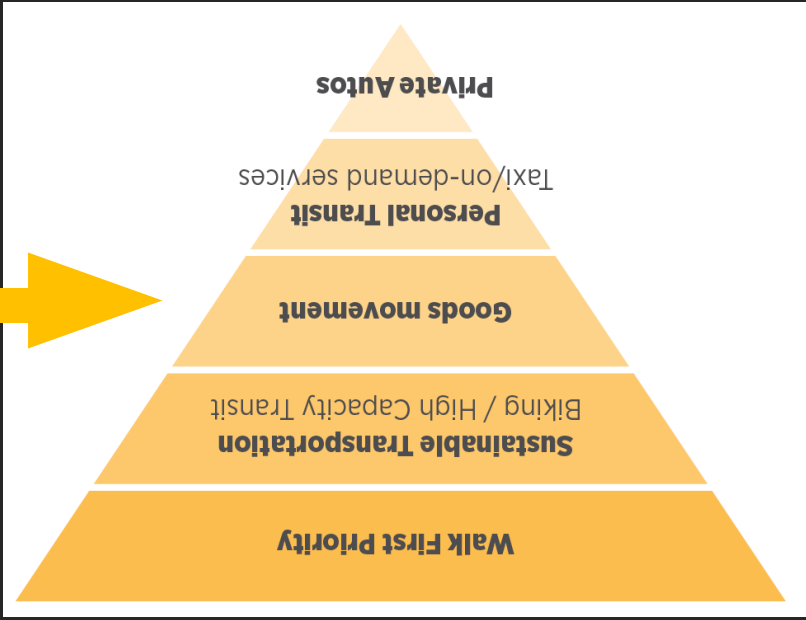 Walk First Priority
Sustainable Transportation
Biking / High Capacity Transit
Goods movement
Personal Transit
Taxi/on-demand services
Private Autos